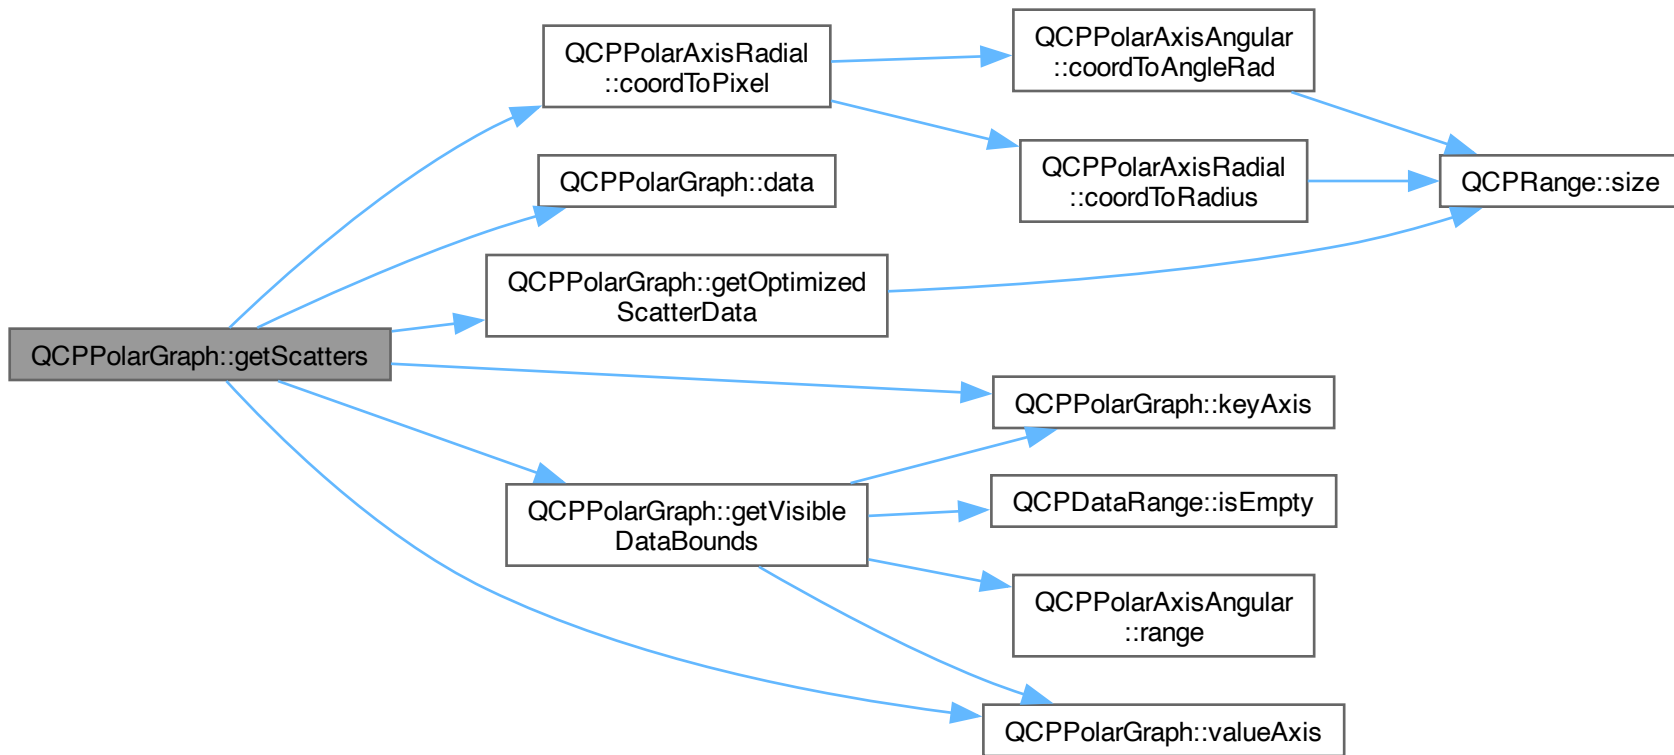 QCPPolarGraph::getScatters
QCPPolarAxisRadial
::coordToPixel
QCPPolarGraph::data
QCPPolarGraph::getOptimized
ScatterData
QCPPolarGraph::getVisible
DataBounds
QCPPolarAxisAngular
::coordToAngleRad
QCPPolarAxisRadial
::coordToRadius
QCPPolarGraph::keyAxis
QCPDataRange::isEmpty
QCPPolarAxisAngular
::range
QCPPolarGraph::valueAxis
QCPRange::size